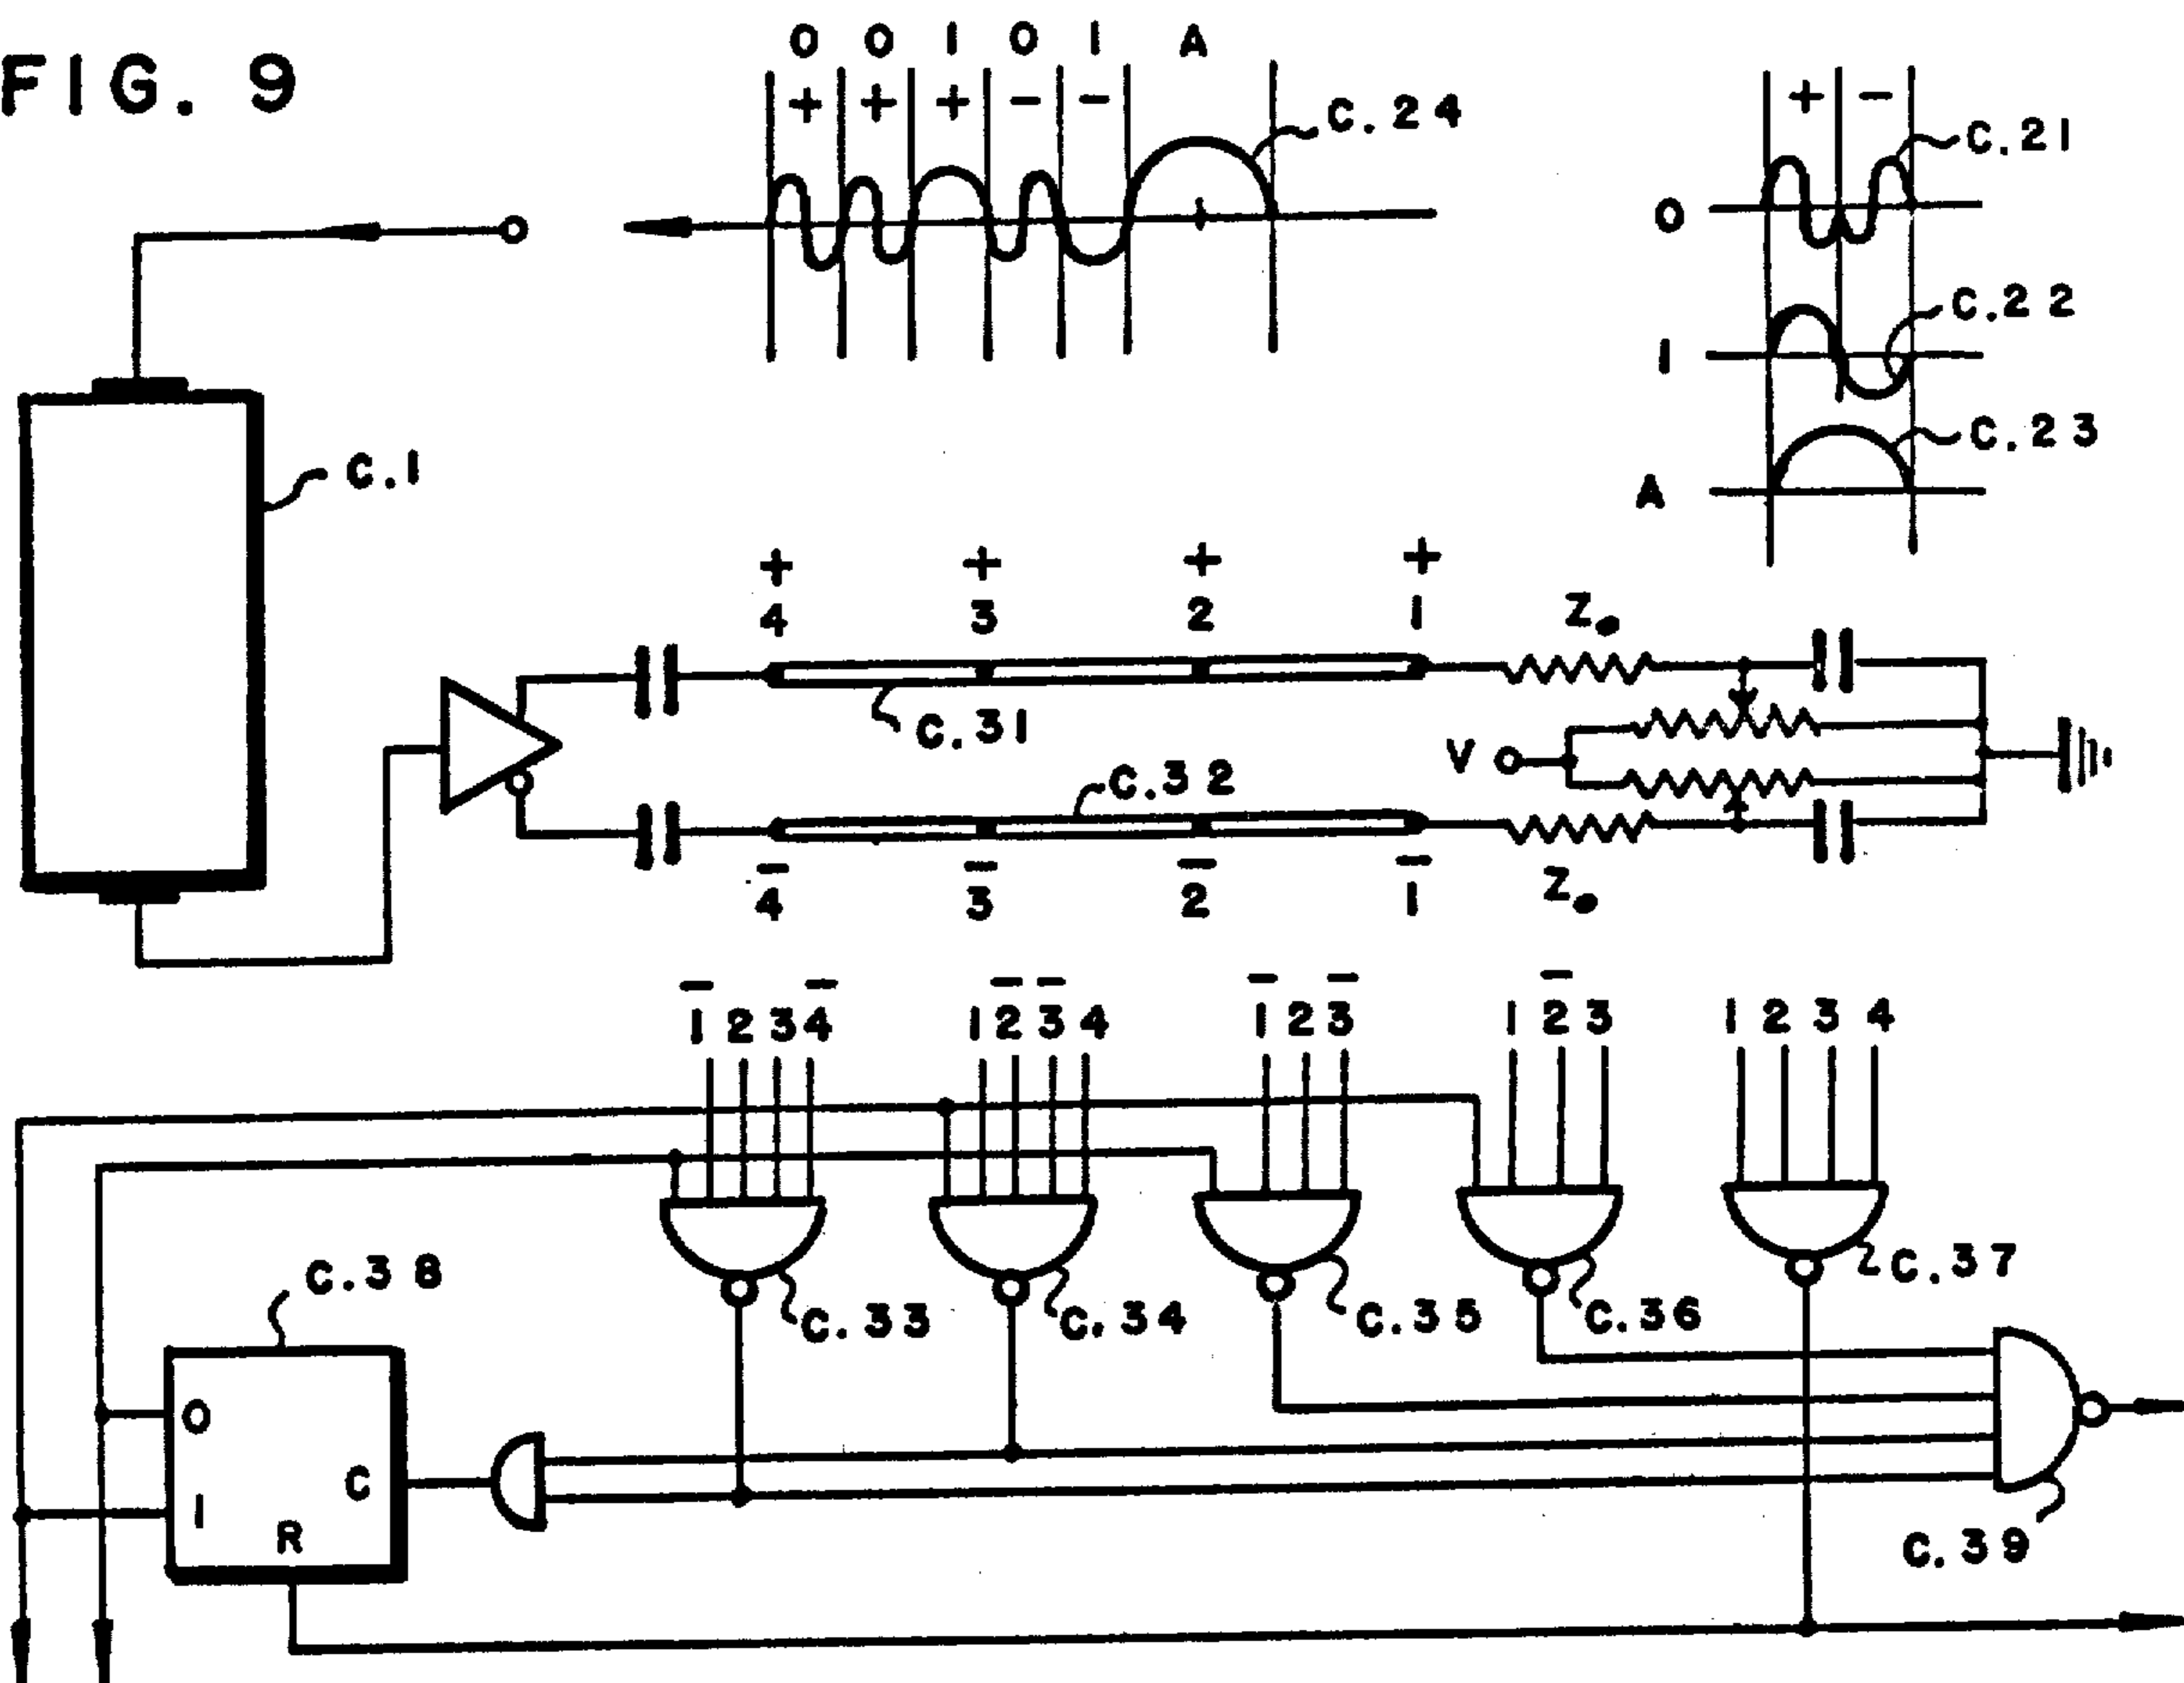 FIG. 9
0 0 1 0 1 A
+ + + - -
C.24
+ -
C.21
0
C.22
1
C.23
A
C.1
+ + + +
4 3 2 1
Z₀
C.31
V
C.32
4̅ 3̅ 2̅ 1̅
Z₀
1̅ 2 3 4̅
1 2̅ 3̅ 4
1̅ 2 3̅
1 2̅ 3
1 2 3 4
C.33
C.34
C.35
C.36
C.37
C.38
0
C
1
R
C.39